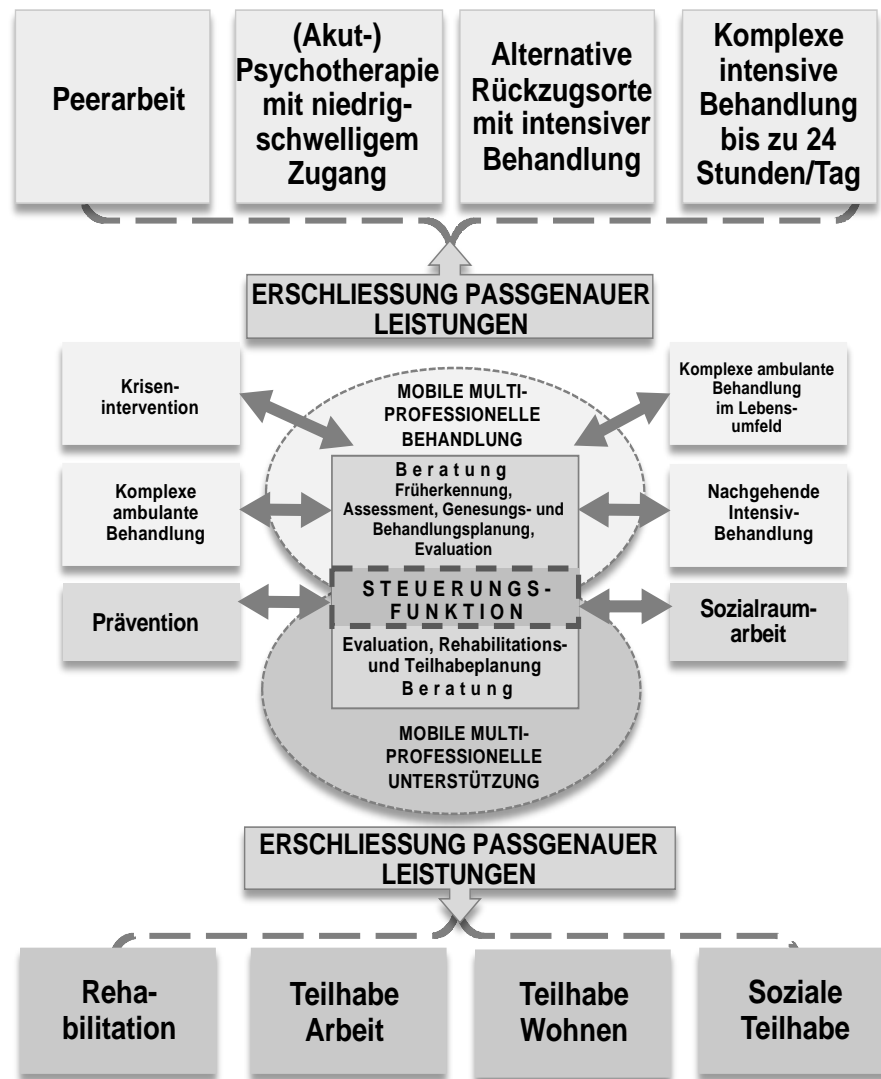 Peerarbeit
(Akut-)
Psychotherapie
mit niedrig-
schwelligem
Zugang
Alternative
Rückzugsorte
mit intensiver
Behandlung
Komplexe
intensive
Behandlung
bis zu 24
Stunden/Tag
ERSCHLIESSUNG PASSGENAUER
LEISTUNGEN
Krisen-
intervention
MOBILE MULTI-
PROFESSIONELLE
BEHANDLUNG
Komplexe ambulante
Behandlung
im Lebens-
umfeld
Komplexe
ambulante
Behandlung
Beratung
Früherkennung,
Assessment, Genesungs- und
Behandlungsplanung,
Evaluation
Nachgehende
Intensiv-
Behandlung
Prävention
STEUERUNGS-
FUNKTION
Sozialraum-
arbeit
Evaluation, Rehabilitations-
und Teilhabeplanung
Beratung
MOBILE MULTI-
PROFESSIONELLE
UNTERSTÜTZUNG
ERSCHLIESSUNG PASSGENAUER
LEISTUNGEN
Reha-
bilitation
Teilhabe
Arbeit
Teilhabe
Wohnen
Soziale
Teilhabe